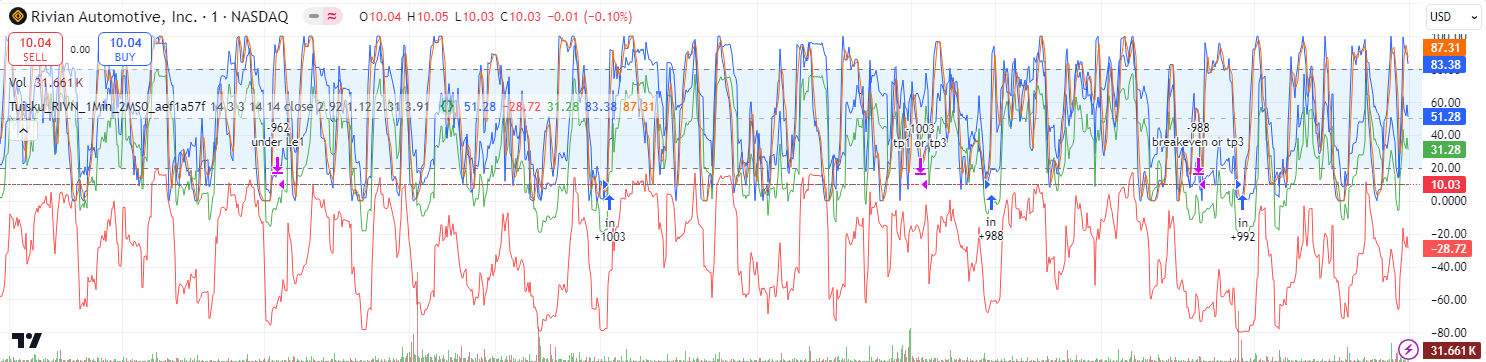 Rivian Automotive, Inc. · 1 · NASDAQ O10.04 H10.05 L10.03 C10.03 −0.01 (−0.10%)
USD
10.04
SELL
0.00
10.04
BUY
Vol 31.661 K
Tuisku_RIVN_1Min_2MS0_aef1a57f 14 3 3 14 14 close 2.92 1.12 2.31 3.91 {} 51.28 −28.72 31.28 83.38 87.31
-962
under Le1
in
+1003
-1003
tp1 or tp3
in
+988
-988
breakeven or tp3
in
+992
100.00
87.31
83.38
60.00
51.28
40.00
31.28
20.00
10.03
0.0000
−20.00
−28.72
−40.00
−60.00
−80.00
31.661 K